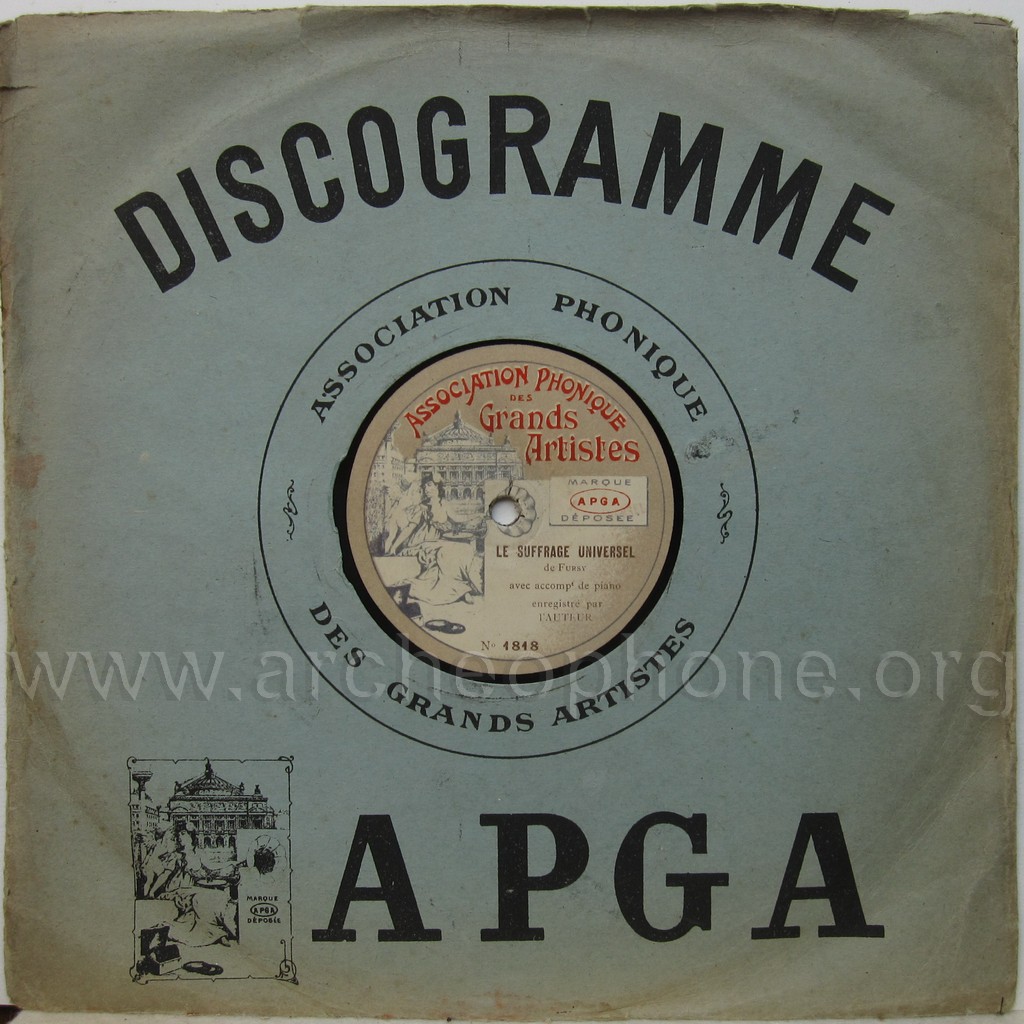 DISCOGRAMME
ASSOCIATION PHONIQUE
DES GRANDS ARTISTES
ASSOCIATION PHONIQUE
DES
Grands
Artistes
MARQUE
APGA
DÉPOSÉE
LE SUFFRAGE UNIVERSEL
de FURSY
avec accompt de piano
enregistré par
l'AUTEUR
No 1818
www.archeophone.org
MARQUE
APGA
DÉPOSÉE
APGA